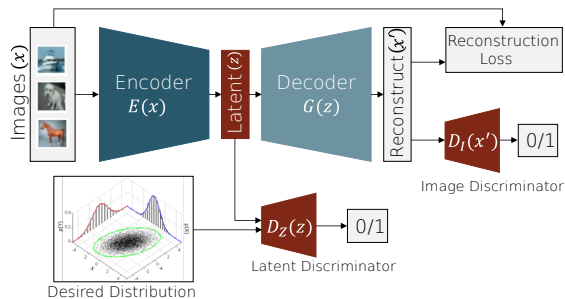 Images (x)
Encoder
E(x)
Latent (z)
Decoder
G(z)
Reconstruct (x')
Reconstruction
Loss
D_I(x')
0/1
Image Discriminator
D_Z(z)
0/1
Latent Discriminator
p(Y)
p(X)
X
Y
Desired Distribution